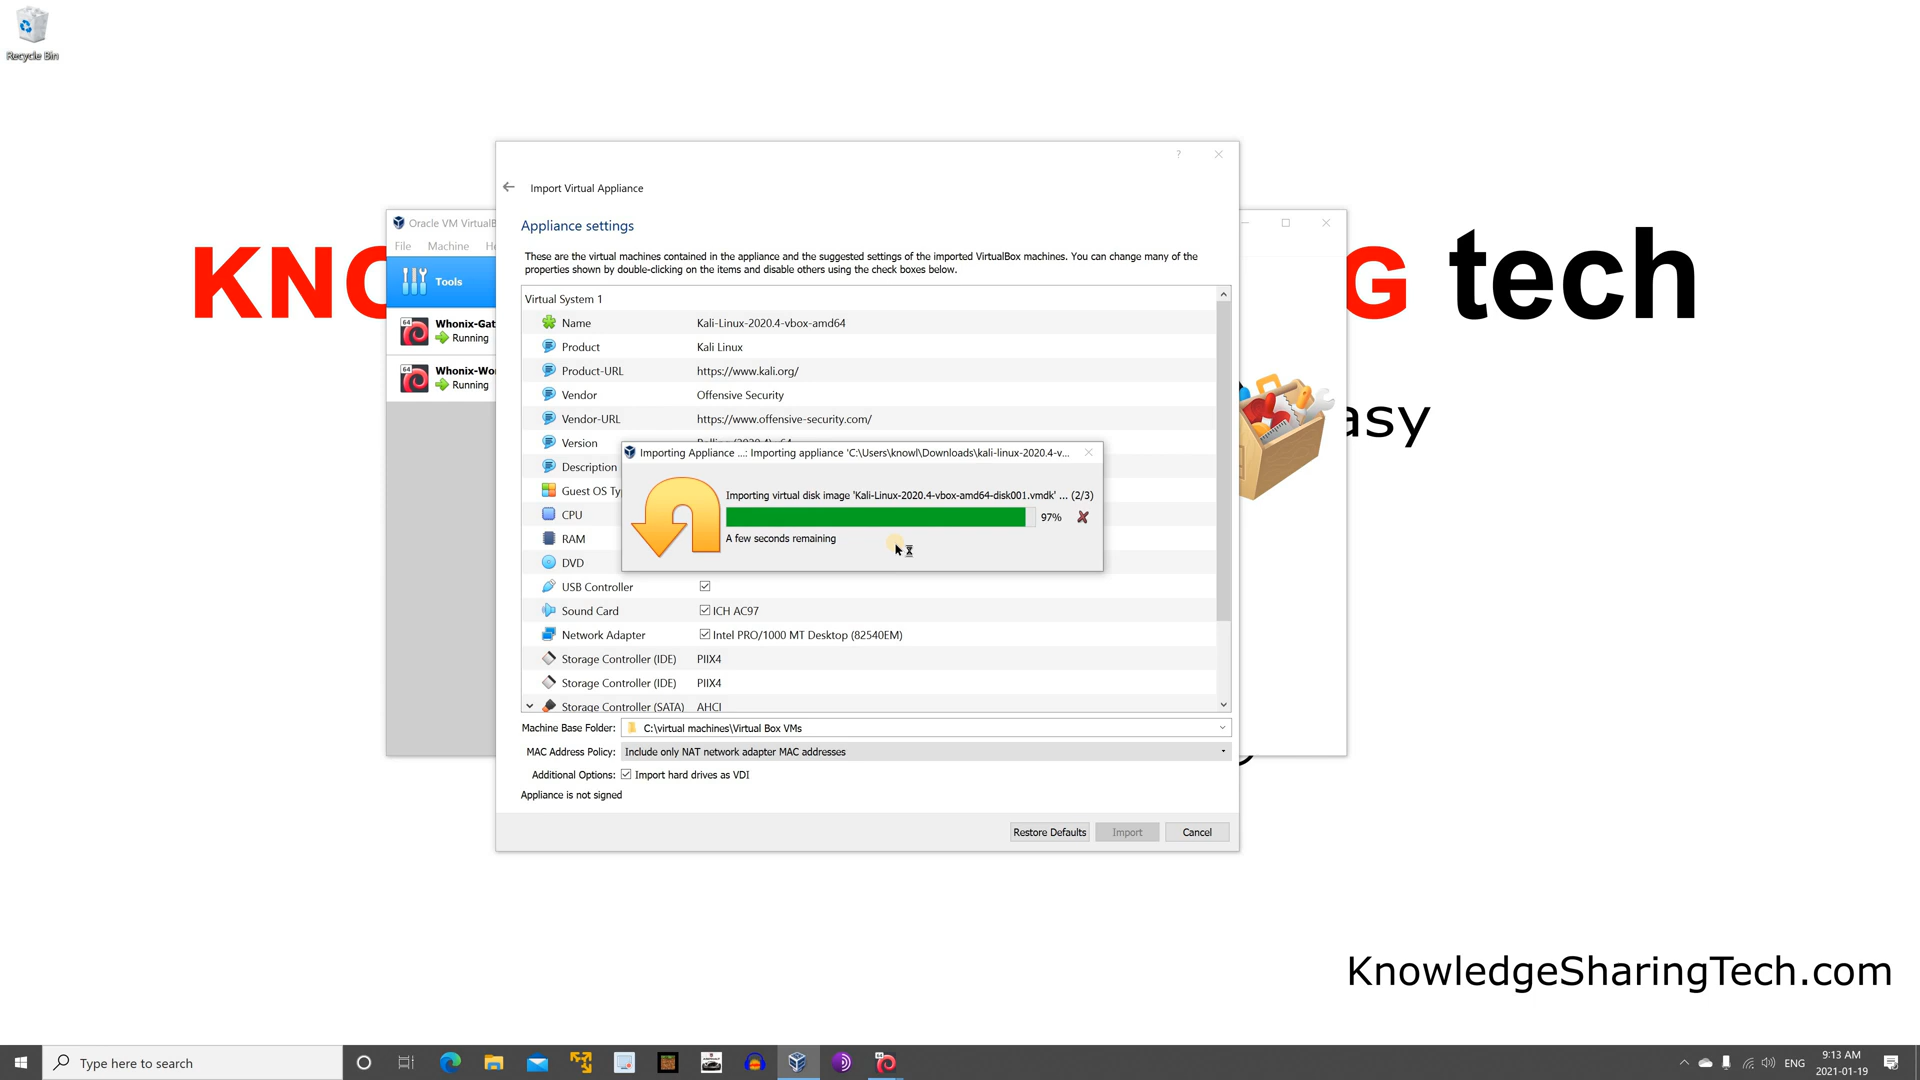 Recycle Bin
KNO
G tech
asy
Oracle VM VirtualB
File Machine He
Tools
64
Whonix-Gat
Running
64
Whonix-Wo
Running
?
Import Virtual Appliance
Appliance settings
These are the virtual machines contained in the appliance and the suggested settings of the imported VirtualBox machines. You can change many of the
properties shown by double-clicking on the items and disable others using the check boxes below.
Virtual System 1
Name Kali-Linux-2020.4-vbox-amd64
Product Kali Linux
Product-URL https://www.kali.org/
Vendor Offensive Security
Vendor-URL https://www.offensive-security.com/
Version
Description
Guest OS Ty
CPU
RAM
DVD
USB Controller
Sound Card ICH AC97
Network Adapter Intel PRO/1000 MT Desktop (82540EM)
Storage Controller (IDE) PIIX4
Storage Controller (IDE) PIIX4
Storage Controller (SATA) AHCI
Importing Appliance ...: Importing appliance 'C:\Users\knowl\Downloads\kali-linux-2020.4-v...
Importing virtual disk image 'Kali-Linux-2020.4-vbox-amd64-disk001.vmdk' ... (2/3)
97%
A few seconds remaining
Machine Base Folder: C:\virtual machines\Virtual Box VMs
MAC Address Policy: Include only NAT network adapter MAC addresses
Additional Options: Import hard drives as VDI
Appliance is not signed
Restore Defaults Import Cancel
KnowledgeSharingTech.com
Type here to search
ENG
9:13 AM
2021-01-19